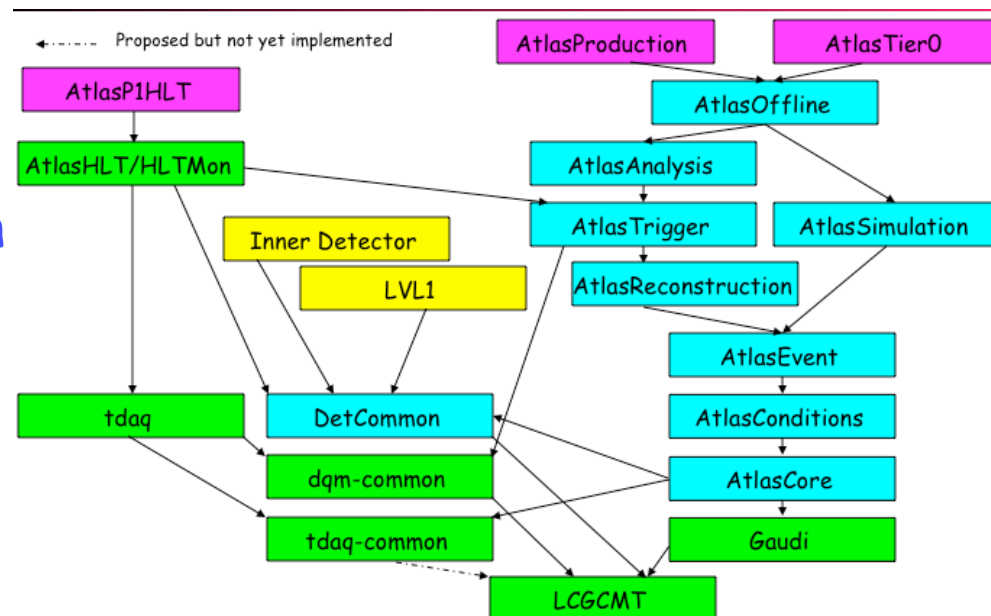 Proposed but not yet implemented
AtlasProduction
AtlasTier0
AtlasP1HLT
AtlasOffline
AtlasHLT/HLTMon
AtlasAnalysis
AtlasTrigger
AtlasSimulation
Inner Detector
LVL1
AtlasReconstruction
AtlasEvent
tdaq
DetCommon
AtlasConditions
dqm-common
AtlasCore
tdaq-common
Gaudi
LCGCMT